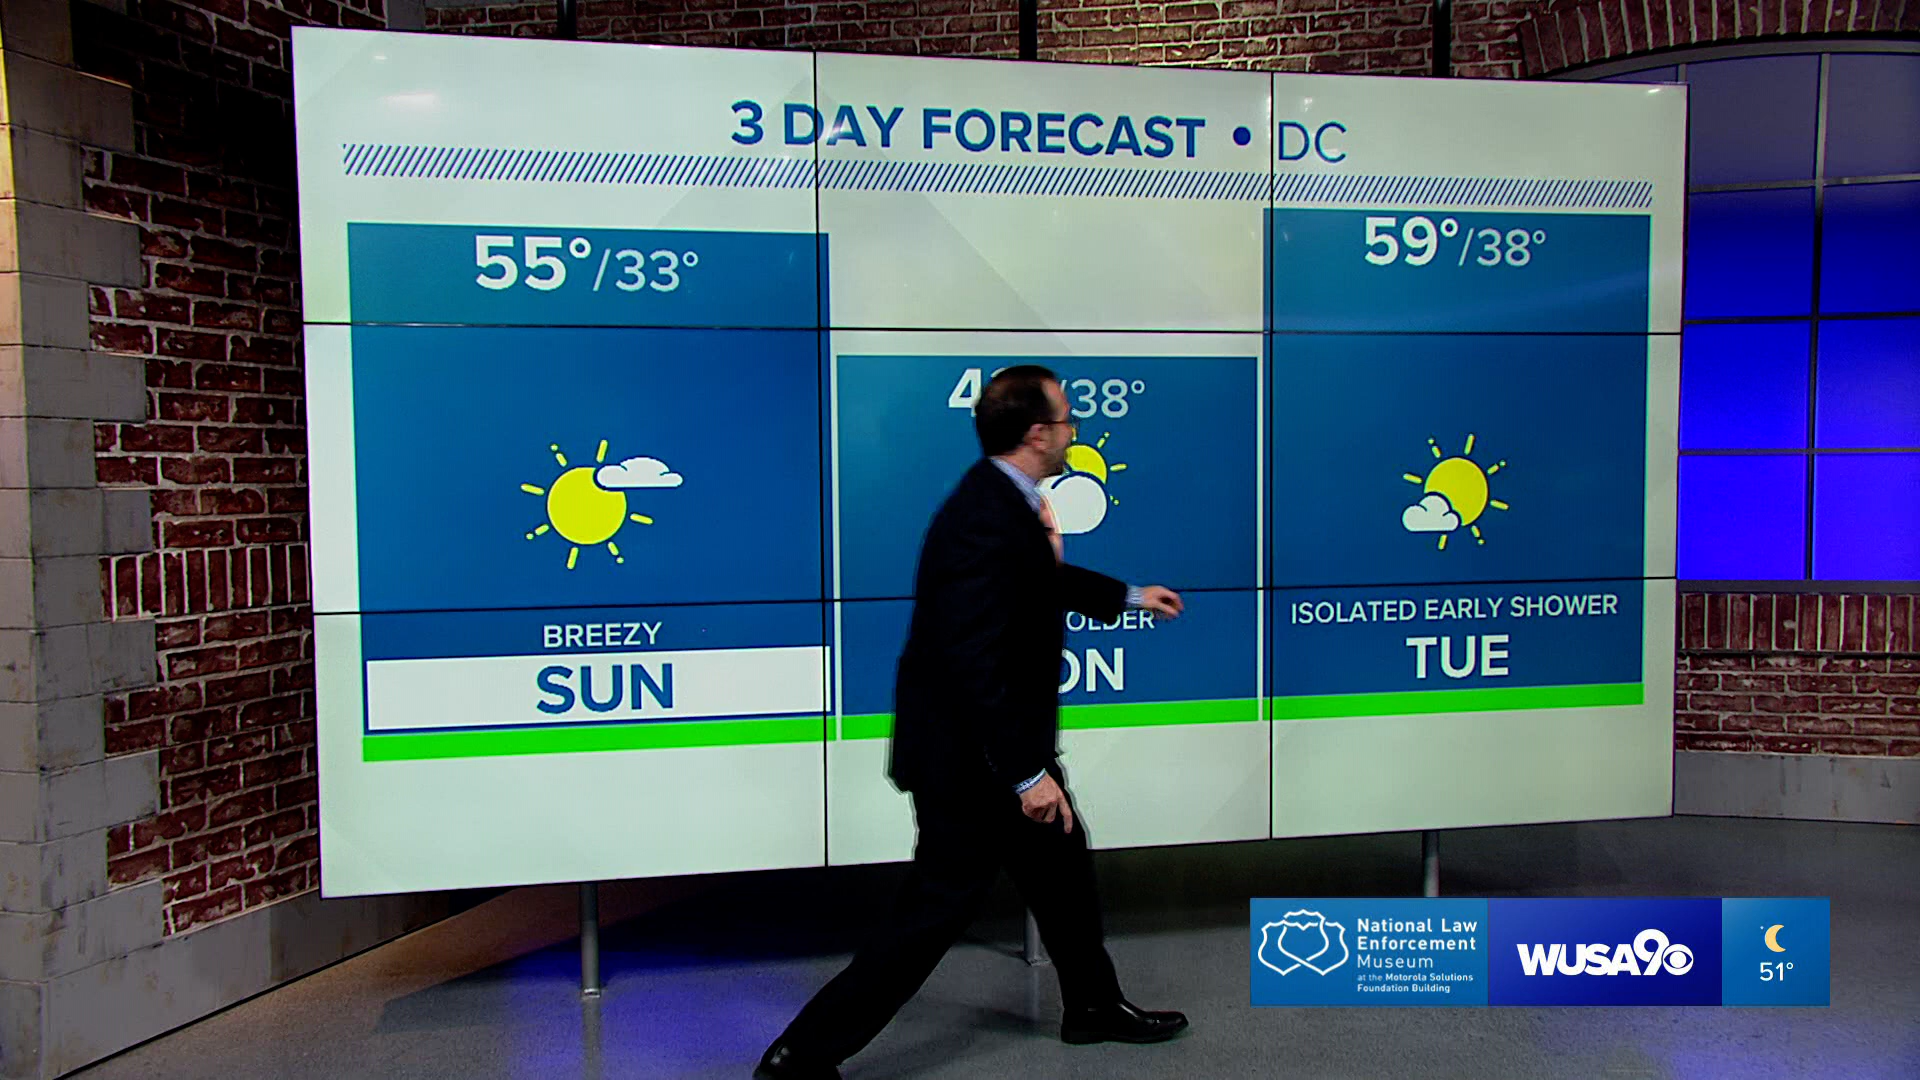 3 DAY FORECAST • DC
55°/33°
59°/38°
/38°
BREEZY
SUN
ISOLATED EARLY SHOWER
TUE
National Law
Enforcement
Museum
at the Motorola Solutions
Foundation Building
WUSA9
51°